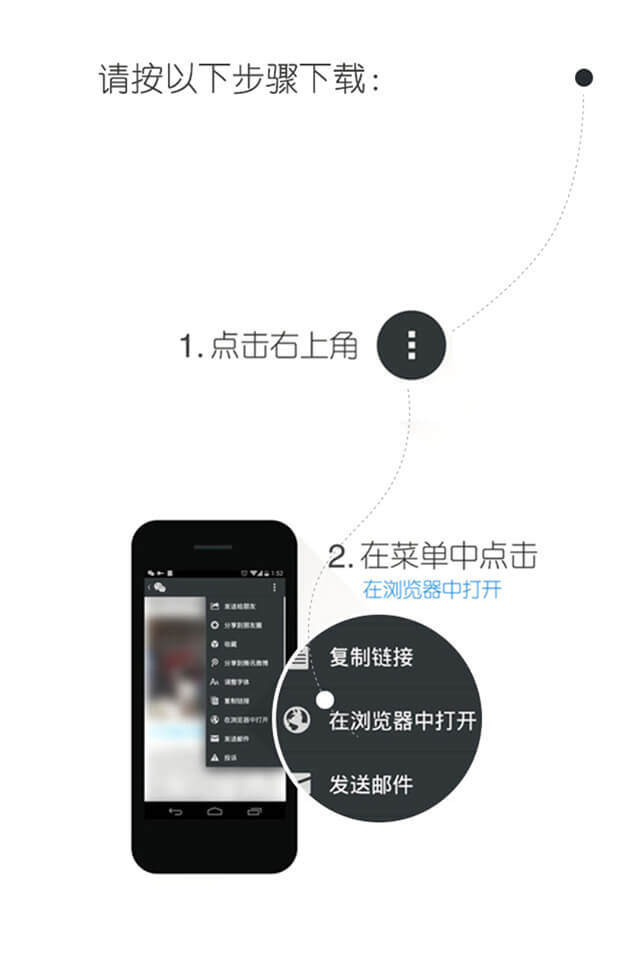 请按以下步骤下载：
1.点击右上角
2.在菜单中点击
在浏览器中打开
1:52
发送给朋友
分享到朋友圈
收藏
分享到腾讯微博
调整字体
复制链接
在浏览器中打开
发送邮件
投诉
复制链接
在浏览器中打开
发送邮件